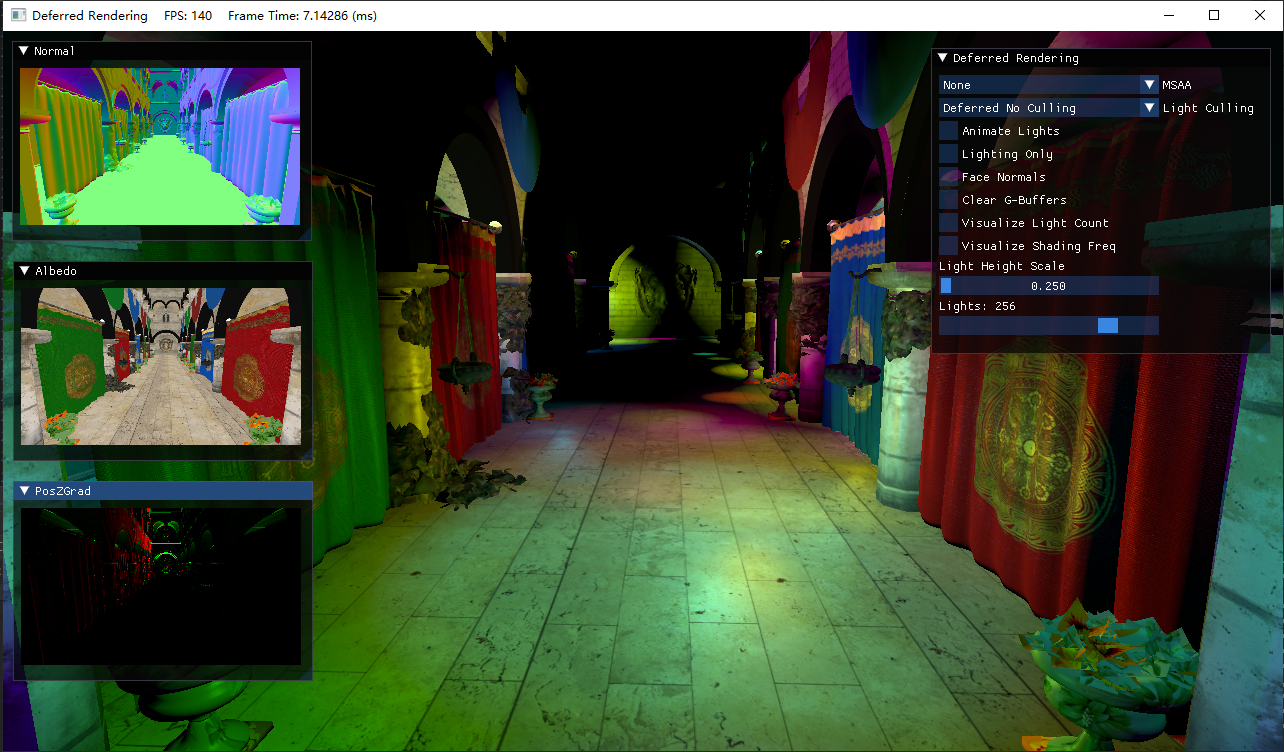 Deferred Rendering FPS: 140 Frame Time: 7.14286 (ms)
Normal
Albedo
PosZGrad
Deferred Rendering
None MSAA
Deferred No Culling Light Culling
Animate Lights
Lighting Only
Face Normals
Clear G-Buffers
Visualize Light Count
Visualize Shading Freq
Light Height Scale
0.250
Lights: 256